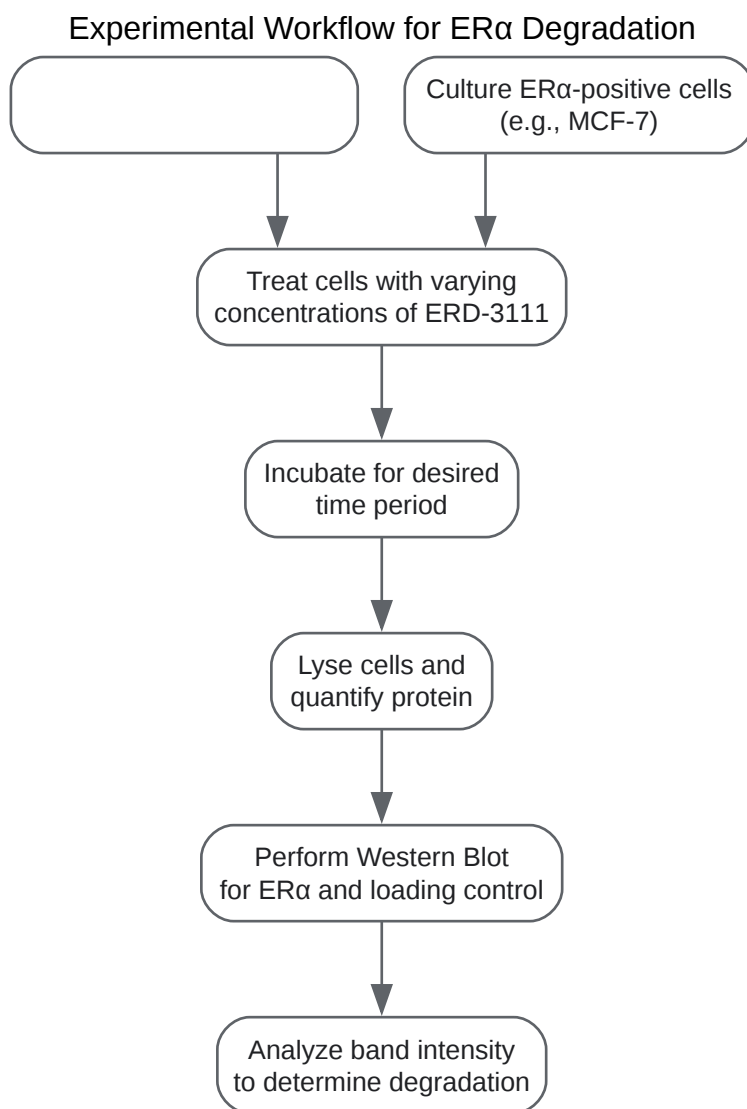 Experimental Workflow for ERα Degradation
Culture ERα-positive cells
(e.g., MCF-7)
Treat cells with varying
concentrations of ERD-3111
Incubate for desired
time period
Lyse cells and
quantify protein
Perform Western Blot
for ERα and loading control
Analyze band intensity
to determine degradation